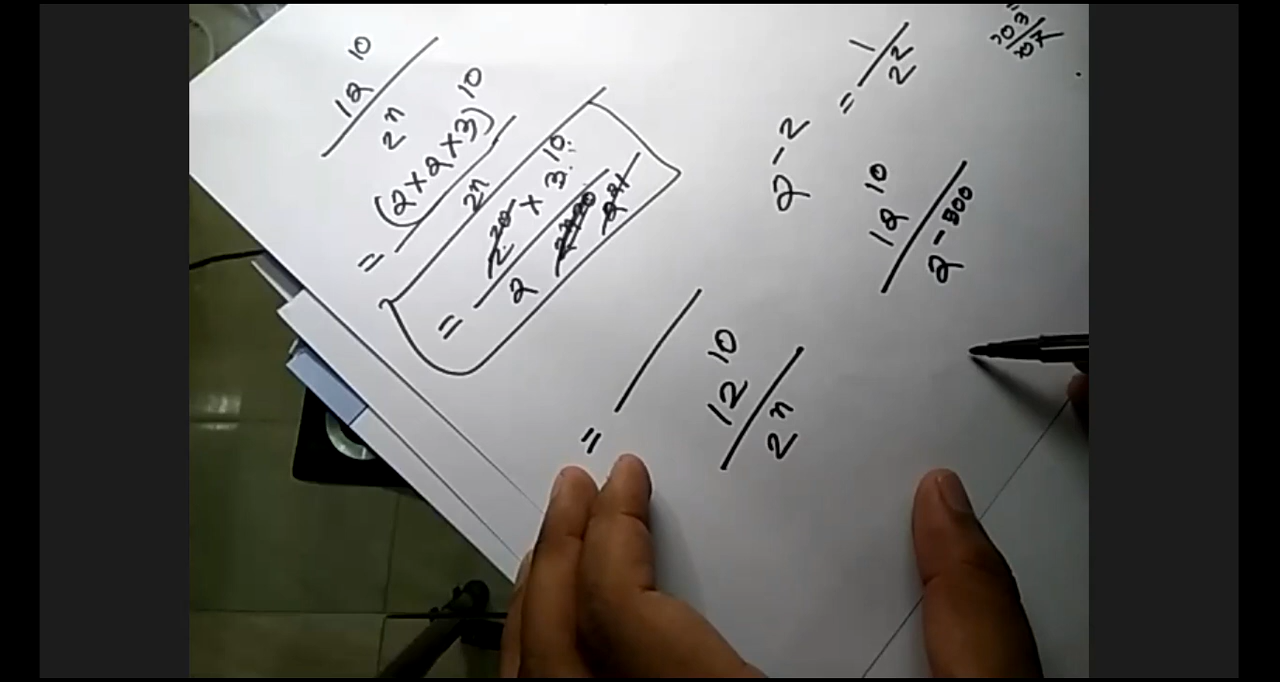 12^10 / 2^n
= (2×2×3)^10 / 2^n
= 2^20 × 3^10 / 2
=
12^10 / 2^n
2^-2 = 1 / 2^2
12^10 / 2^-500